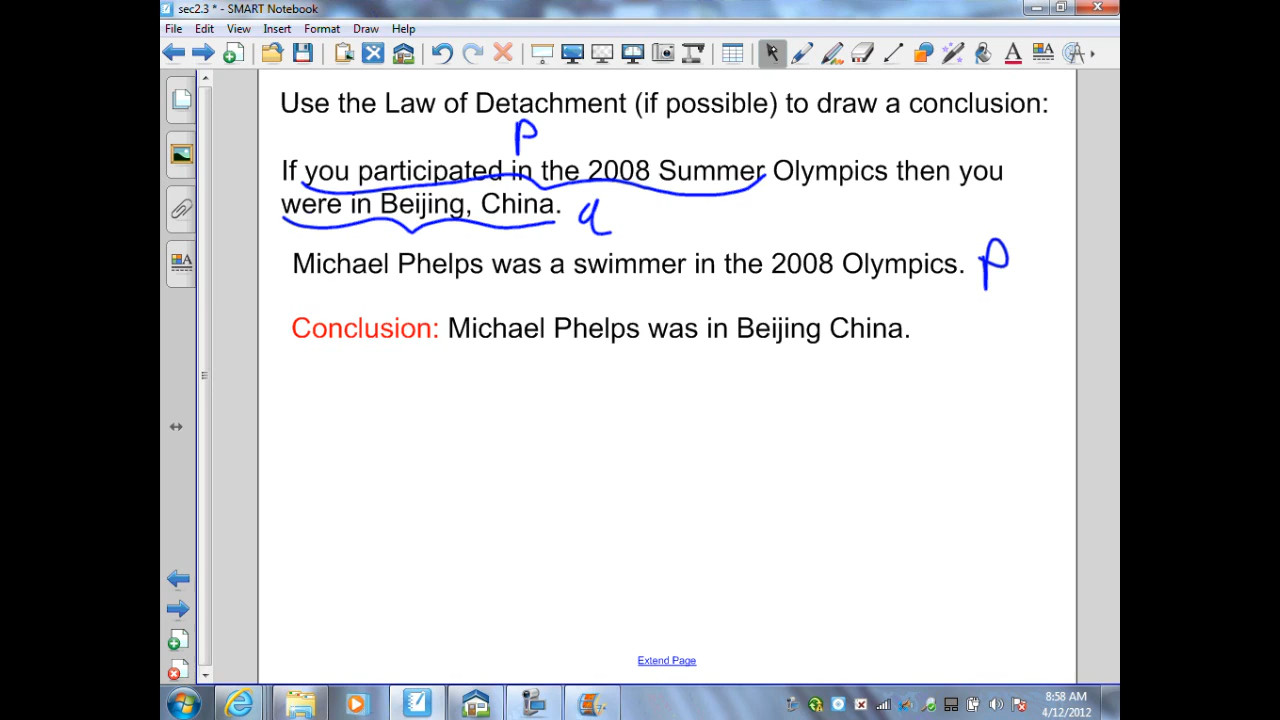 sec2.3 * - SMART Notebook
File Edit View Insert Format Draw Help
Use the Law of Detachment (if possible) to draw a conclusion:
p
If you participated in the 2008 Summer Olympics then you
were in Beijing, China. q
Michael Phelps was a swimmer in the 2008 Olympics. p
Conclusion: Michael Phelps was in Beijing China.
Extend Page
8:58 AM
4/12/2012